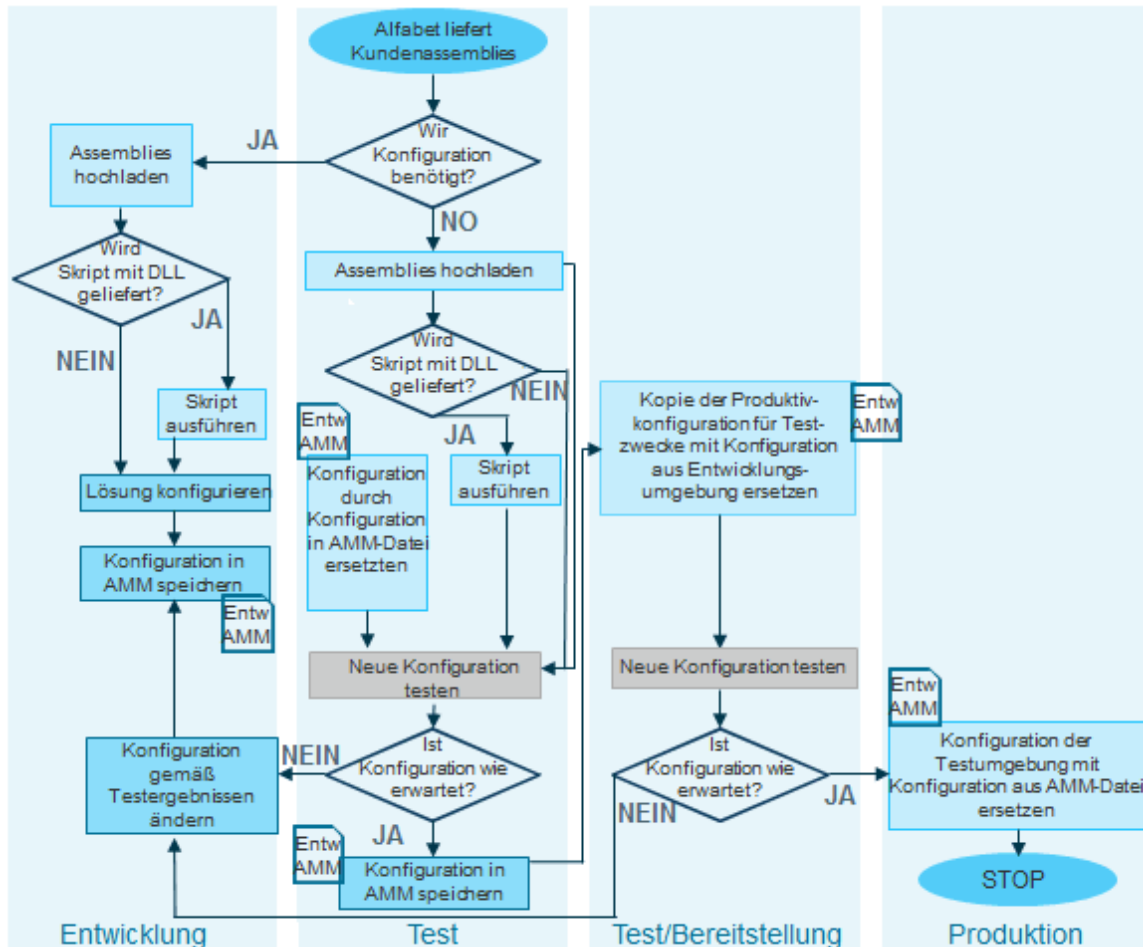 Alfabet liefert
Kundenassemblies
Wir
Konfiguration
benötigt?
JA
NO
Assemblies
hochladen
Wird
Skript mit DLL
geliefert?
JA
NEIN
Skript
ausführen
Lösung konfigurieren
Konfiguration in
AMM speichern
Entw
AMM
Konfiguration
gemäß
Testergebnissen
ändern
Assemblies hochladen
Wird
Skript mit DLL
geliefert?
NEIN
JA
Entw
AMM
Konfiguration
durch
Konfiguration
in AMM-Datei
ersetzten
Skript
ausführen
Neue Konfiguration
testen
Ist
Konfiguration wie
erwartet?
NEIN
JA
Entw
AMM
Konfiguration in
AMM speichern
Kopie der Produktiv-
konfiguration für Test-
zwecke mit Konfiguration
aus Entwicklungs-
umgebung ersetzen
Entw
AMM
Neue Konfiguration testen
Ist
Konfiguration wie
erwartet?
NEIN
JA
Entw
AMM
Konfiguration der
Testumgebung mit
Konfiguration aus AMM-Datei
ersetzen
STOP
Entwicklung
Test
Test/Bereitstellung
Produktion